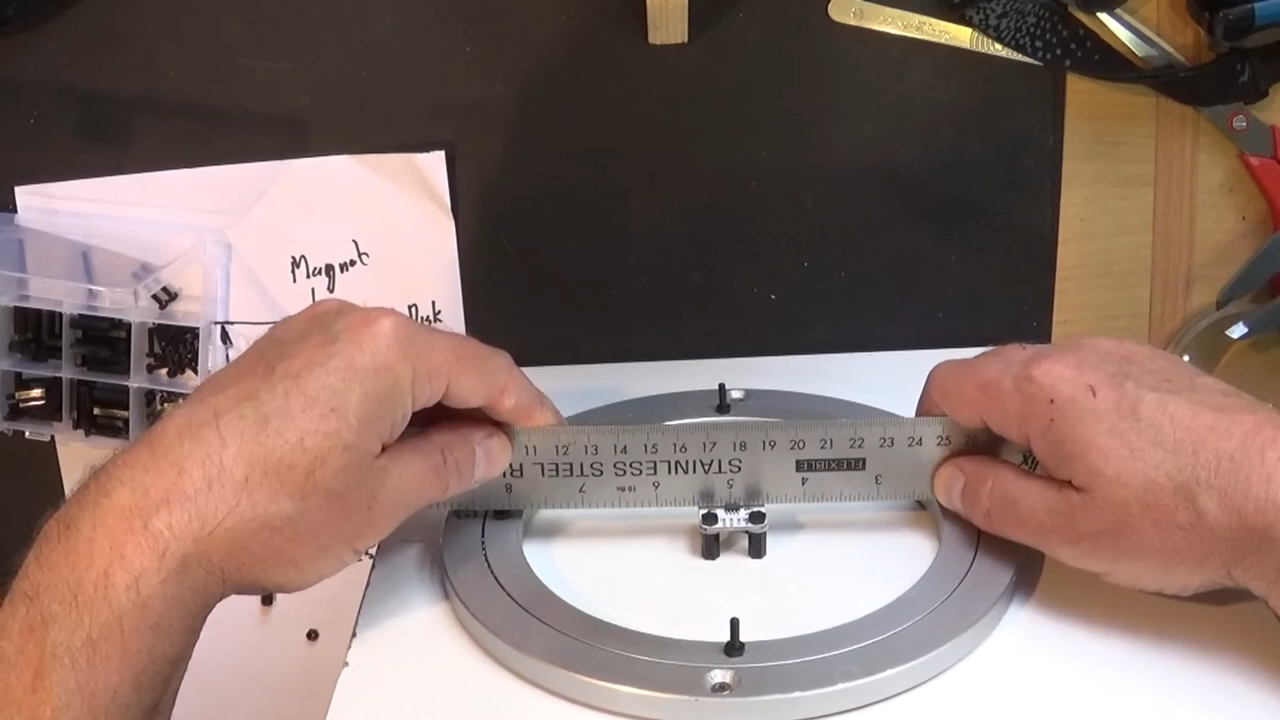 Magnet
Disk
11 12 13 14 15 16 17 18 19 20 21 22 23 24 25 26
STAINLESS STEEL
FLEXIBLE
8 7 6 5 4 3